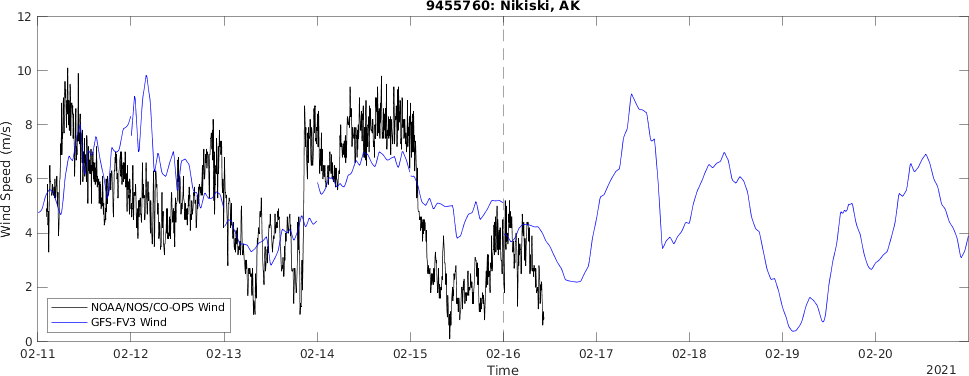 9455760: Nikiski, AK
12
10
8
6
4
2
0
Wind Speed (m/s)
NOAA/NOS/CO-OPS Wind
GFS-FV3 Wind
02-11 02-12 02-13 02-14 02-15 02-16 02-17 02-18 02-19 02-20
Time
2021